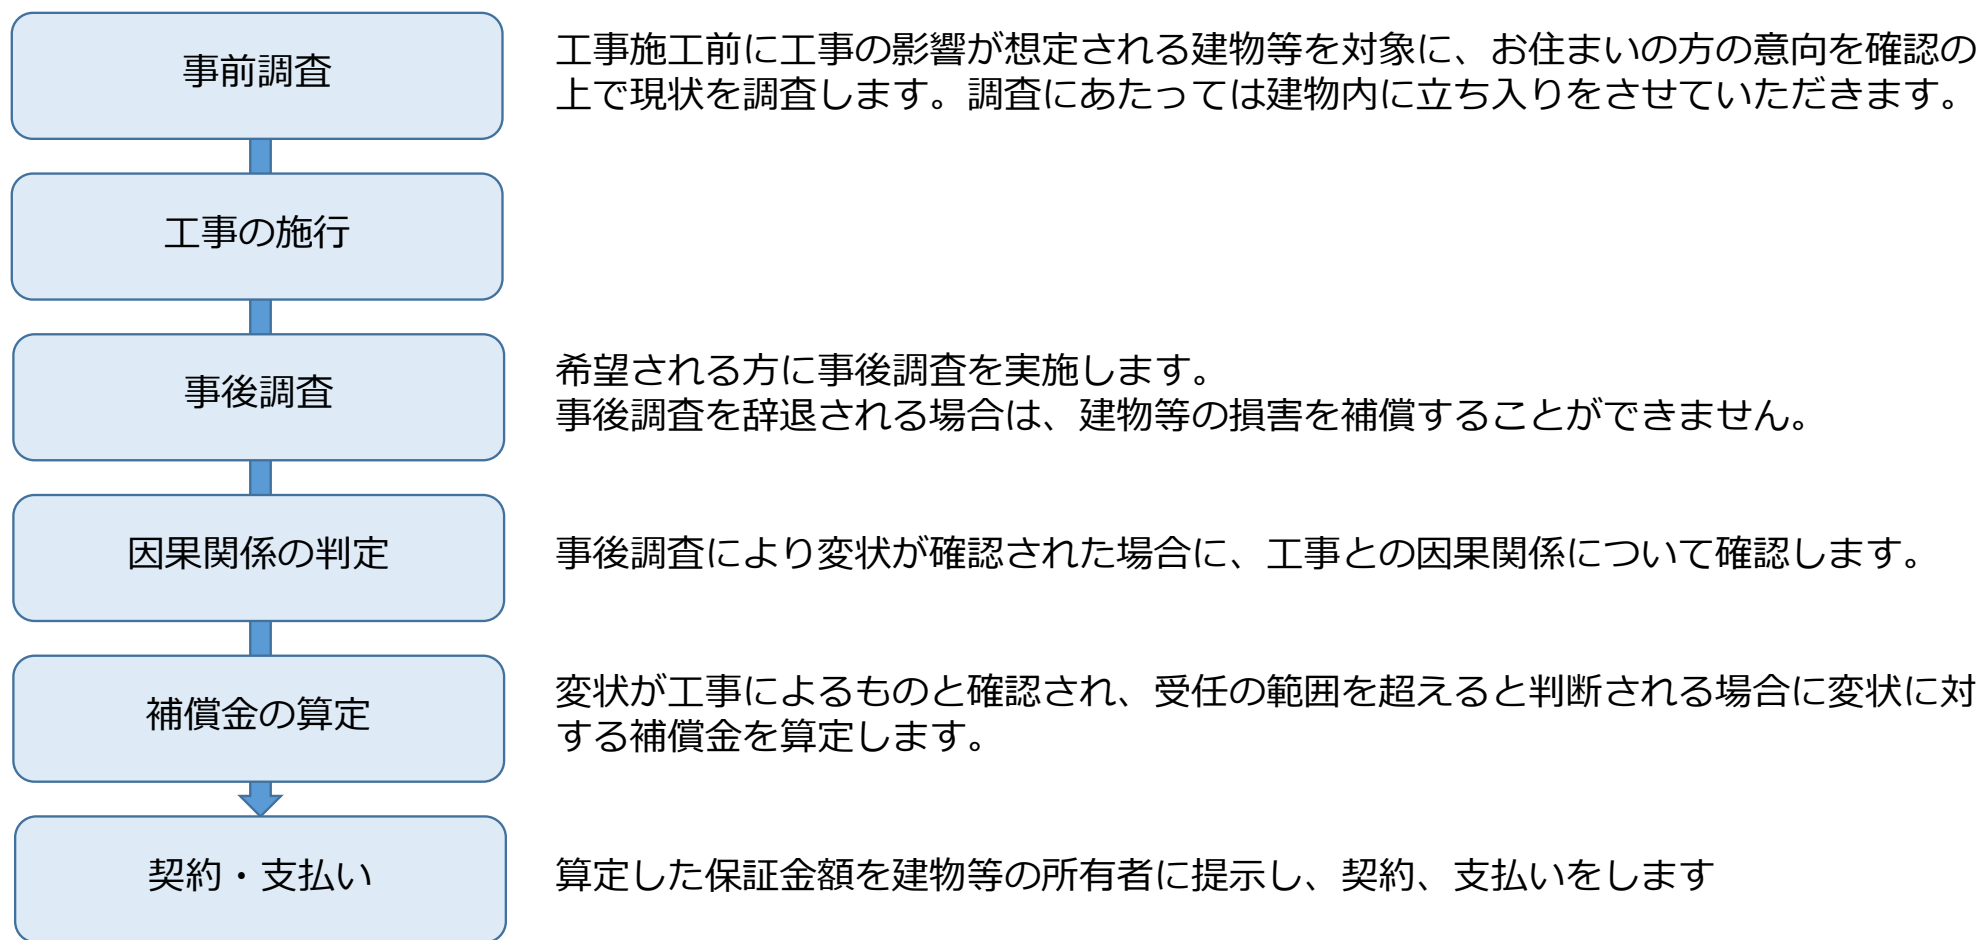 事前調査
工事施工前に工事の影響が想定される建物等を対象に、お住まいの方の意向を確認の
上で現状を調査します。調査にあたっては建物内に立ち入りをさせていただきます。
工事の施行
事後調査
希望される方に事後調査を実施します。
事後調査を辞退される場合は、建物等の損害を補償することができません。
因果関係の判定
事後調査により変状が確認された場合に、工事との因果関係について確認します。
補償金の算定
変状が工事によるものと確認され、受任の範囲を超えると判断される場合に変状に対
する補償金を算定します。
契約・支払い
算定した保証金額を建物等の所有者に提示し、契約、支払いをします